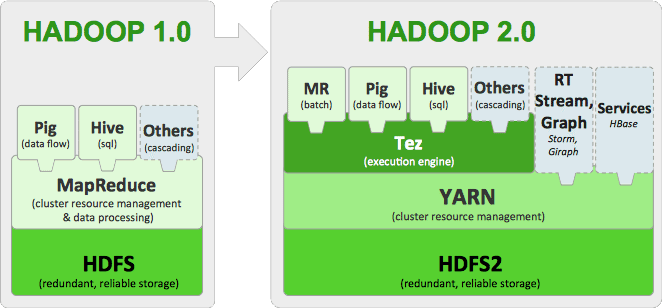 HADOOP 1.0
Pig
(data flow)
Hive
(sql)
Others
(cascading)
MapReduce
(cluster resource management
& data processing)
HDFS
(redundant, reliable storage)
HADOOP 2.0
MR
(batch)
Pig
(data flow)
Hive
(sql)
Others
(cascading)
RT
Stream,
Graph
Storm,
Giraph
Services
HBase
Tez
(execution engine)
YARN
(cluster resource management)
HDFS2
(redundant, reliable storage)